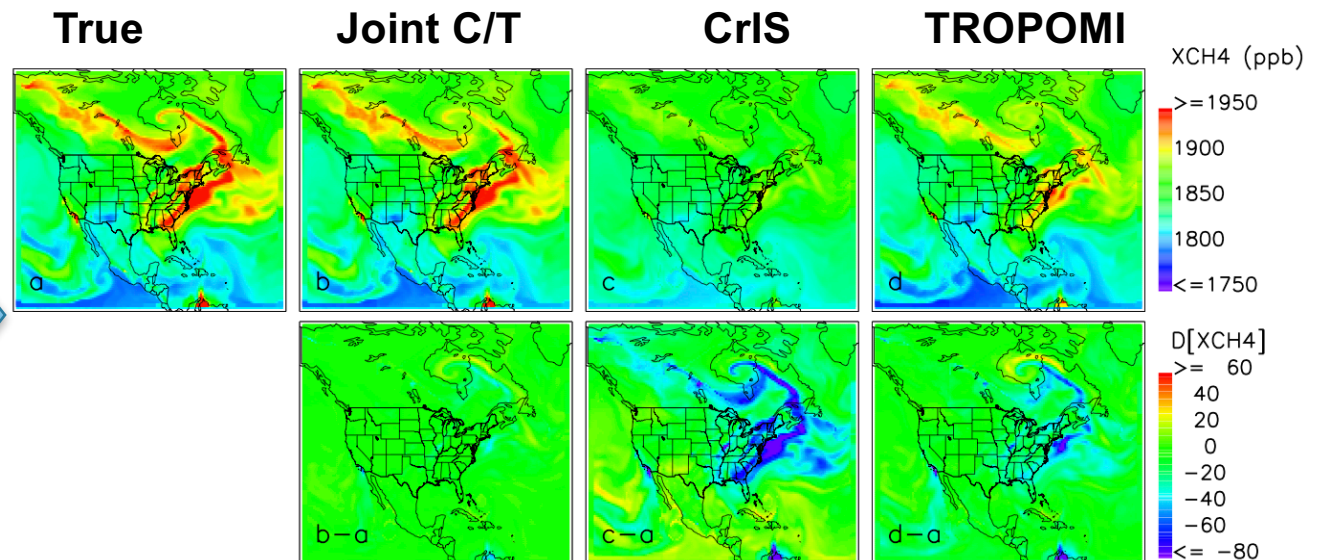 True
Joint C/T
CrIS
TROPOMI
XCH4 (ppb)
>=1950
1900
1850
1800
<=1750
a
b
c
d
D[XCH4]
>= 60
40
20
0
-20
-40
-60
<= -80
b-a
c-a
d-a